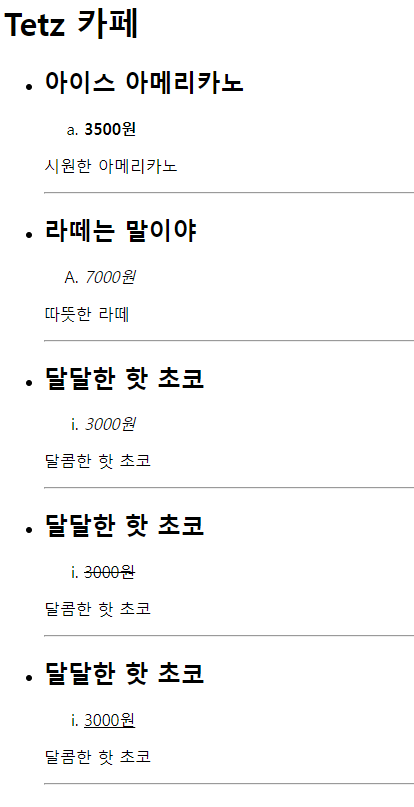 Tetz 카페
아이스 아메리카노
a. 3500원
시원한 아메리카노
라떼는 말이야
A. 7000원
따뜻한 라떼
달달한 핫 초코
i. 3000원
달콤한 핫 초코
달달한 핫 초코
i. 3000원
달콤한 핫 초코
달달한 핫 초코
i. 3000원
달콤한 핫 초코